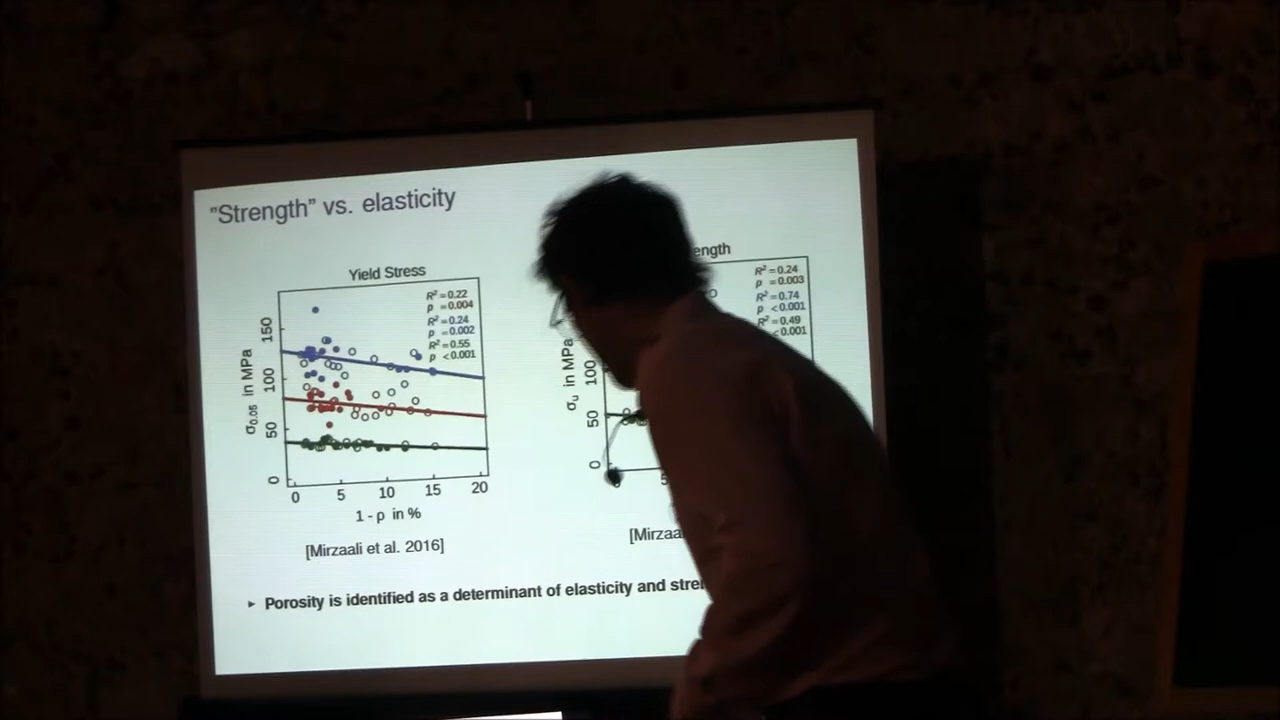 "Strength" vs. elasticity
Yield Stress
R²=0.22
p =0.004
R²=0.24
p =0.002
R²=0.55
p <0.001
σ0.05 in MPa
150
100
50
0
0 5 10 15 20
1 - ρ in %
[Mirzaali et al. 2016]
ength
R²=0.24
p =0.003
R²=0.74
p <0.001
R²=0.49
<0.001
σu in MPa
100
50
0
5
[Mirzaa
► Porosity is identified as a determinant of elasticity and stre